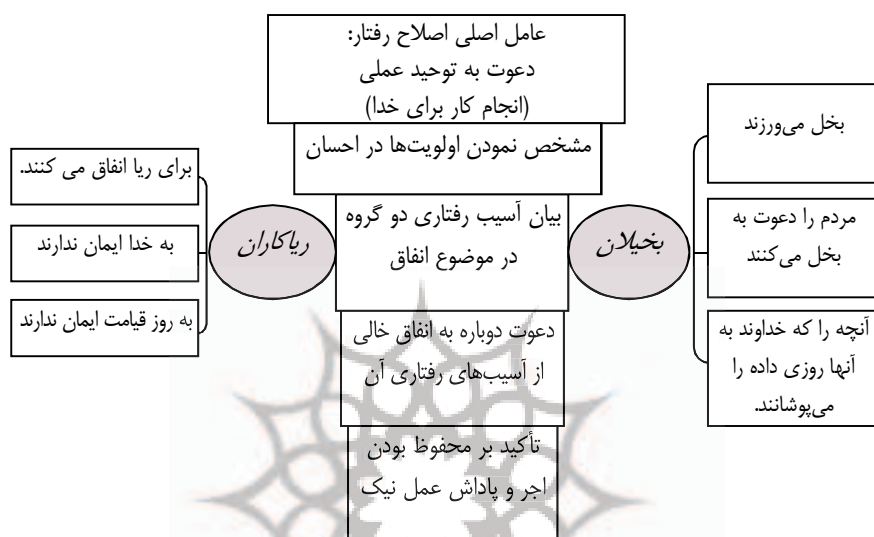 عامل اصلی اصلاح رفتار:
دعوت به توحید عملی
(انجام کار برای خدا)
مشخص نمودن اولویت‌ها در احسان
بیان آسیب رفتاری دو گروه
در موضوع انفاق
دعوت دوباره به انفاق خالی
از آسیب‌های رفتاری آن
تأکید بر محفوظ بودن
اجر و پاداش عمل نیک
بخیلان
بخل می‌ورزند
مردم را دعوت به
بخل می‌کنند
آنچه را که خداوند به
آنها روزی داده را
می‌پوشانند.
ریاکاران
برای ریا انفاق می کنند.
به خدا ایمان ندارند
به روز قیامت ایمان ندارند